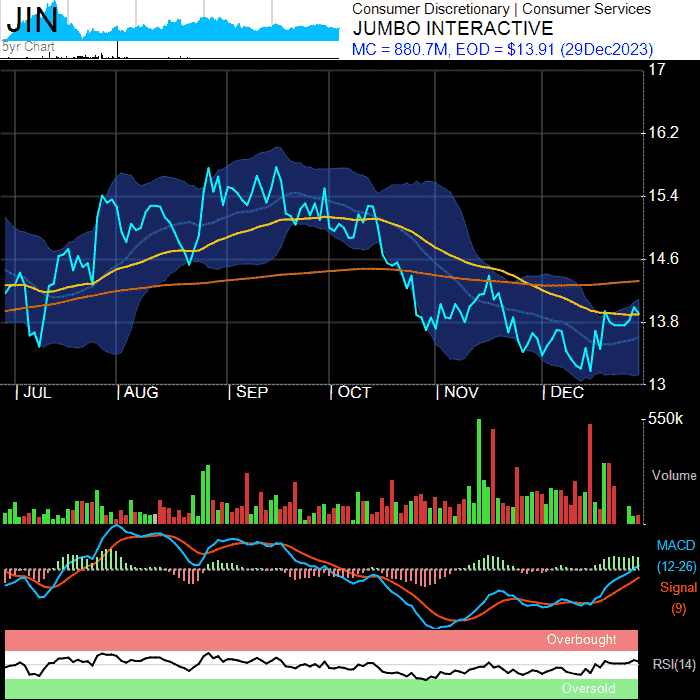 JIN
5yr Chart
Consumer Discretionary | Consumer Services
JUMBO INTERACTIVE
MC = 880.7M, EOD = $13.91 (29Dec2023)
17
16.2
15.4
14.6
13.8
13
| JUL | AUG | SEP | OCT | NOV | DEC
550k
Volume
MACD
(12-26)
Signal
(9)
Overbought
RSI(14)
Oversold